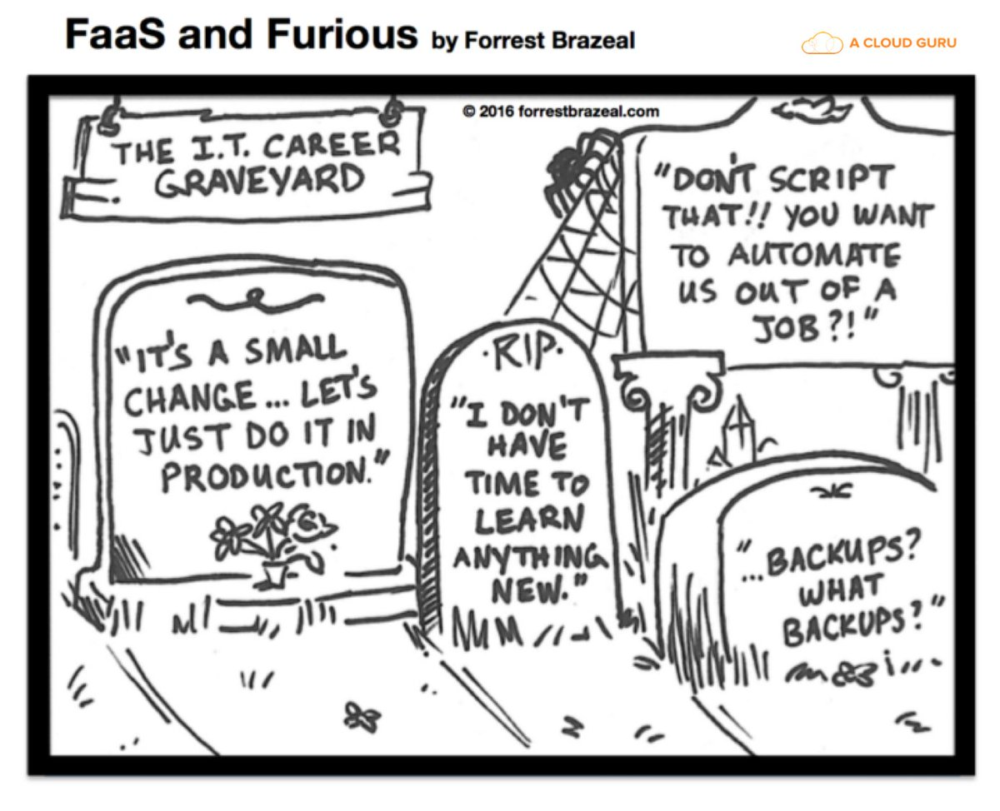 FaaS and Furious by Forrest Brazeal
A CLOUD GURU
© 2016 forrestbrazeal.com
THE I.T. CAREER
GRAVEYARD
"IT'S A SMALL
CHANGE... LET'S
JUST DO IT IN
PRODUCTION."
·RIP·
"I DON'T
HAVE
TIME TO
LEARN
ANYTHING
NEW."
"DON'T SCRIPT
THAT!! YOU WANT
TO AUTOMATE
US OUT OF A
JOB?!"
"...BACKUPS?
WHAT
BACKUPS?"